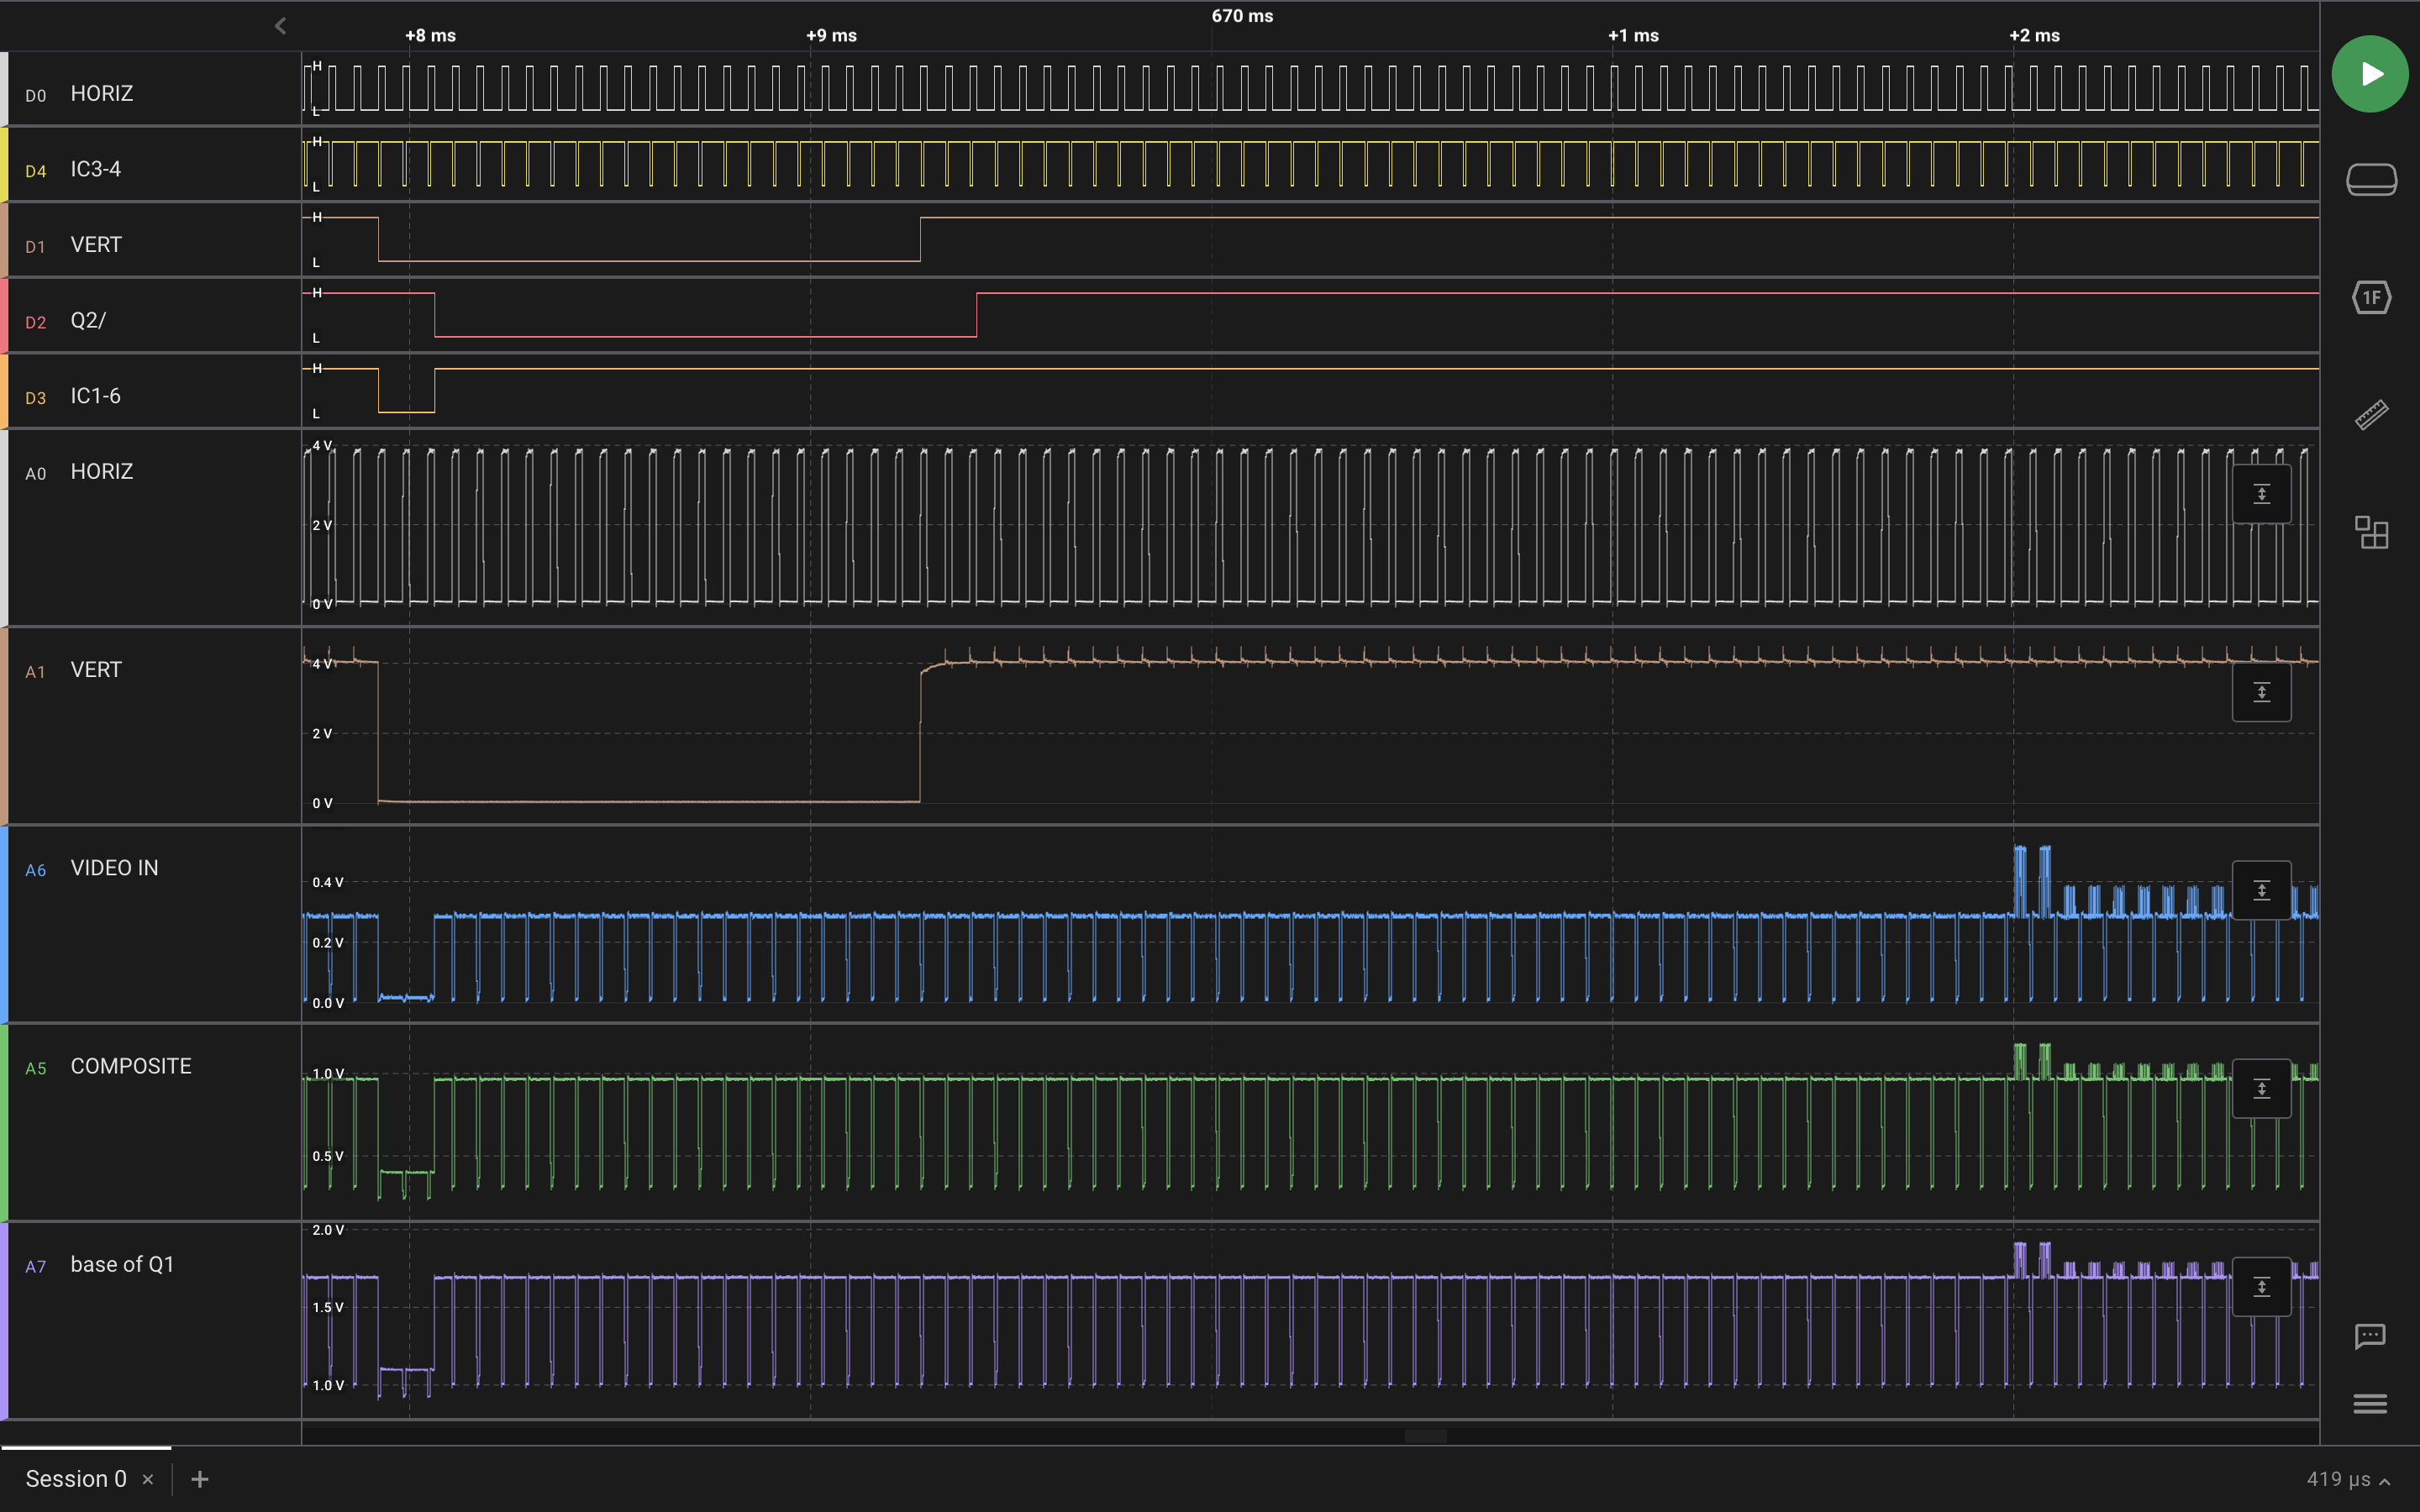 670 ms
+8 ms +9 ms +1 ms +2 ms
D0 HORIZ H L
D4 IC3-4 H L
D1 VERT H L
D2 Q2/ H L
D3 IC1-6 H L
A0 HORIZ
4 V
2 V
0 V
A1 VERT
4 V
2 V
0 V
A6 VIDEO IN
0.4 V
0.2 V
0.0 V
A5 COMPOSITE
1.0 V
0.5 V
A7 base of Q1
2.0 V
1.5 V
1.0 V
1F
Session 0
419 µs